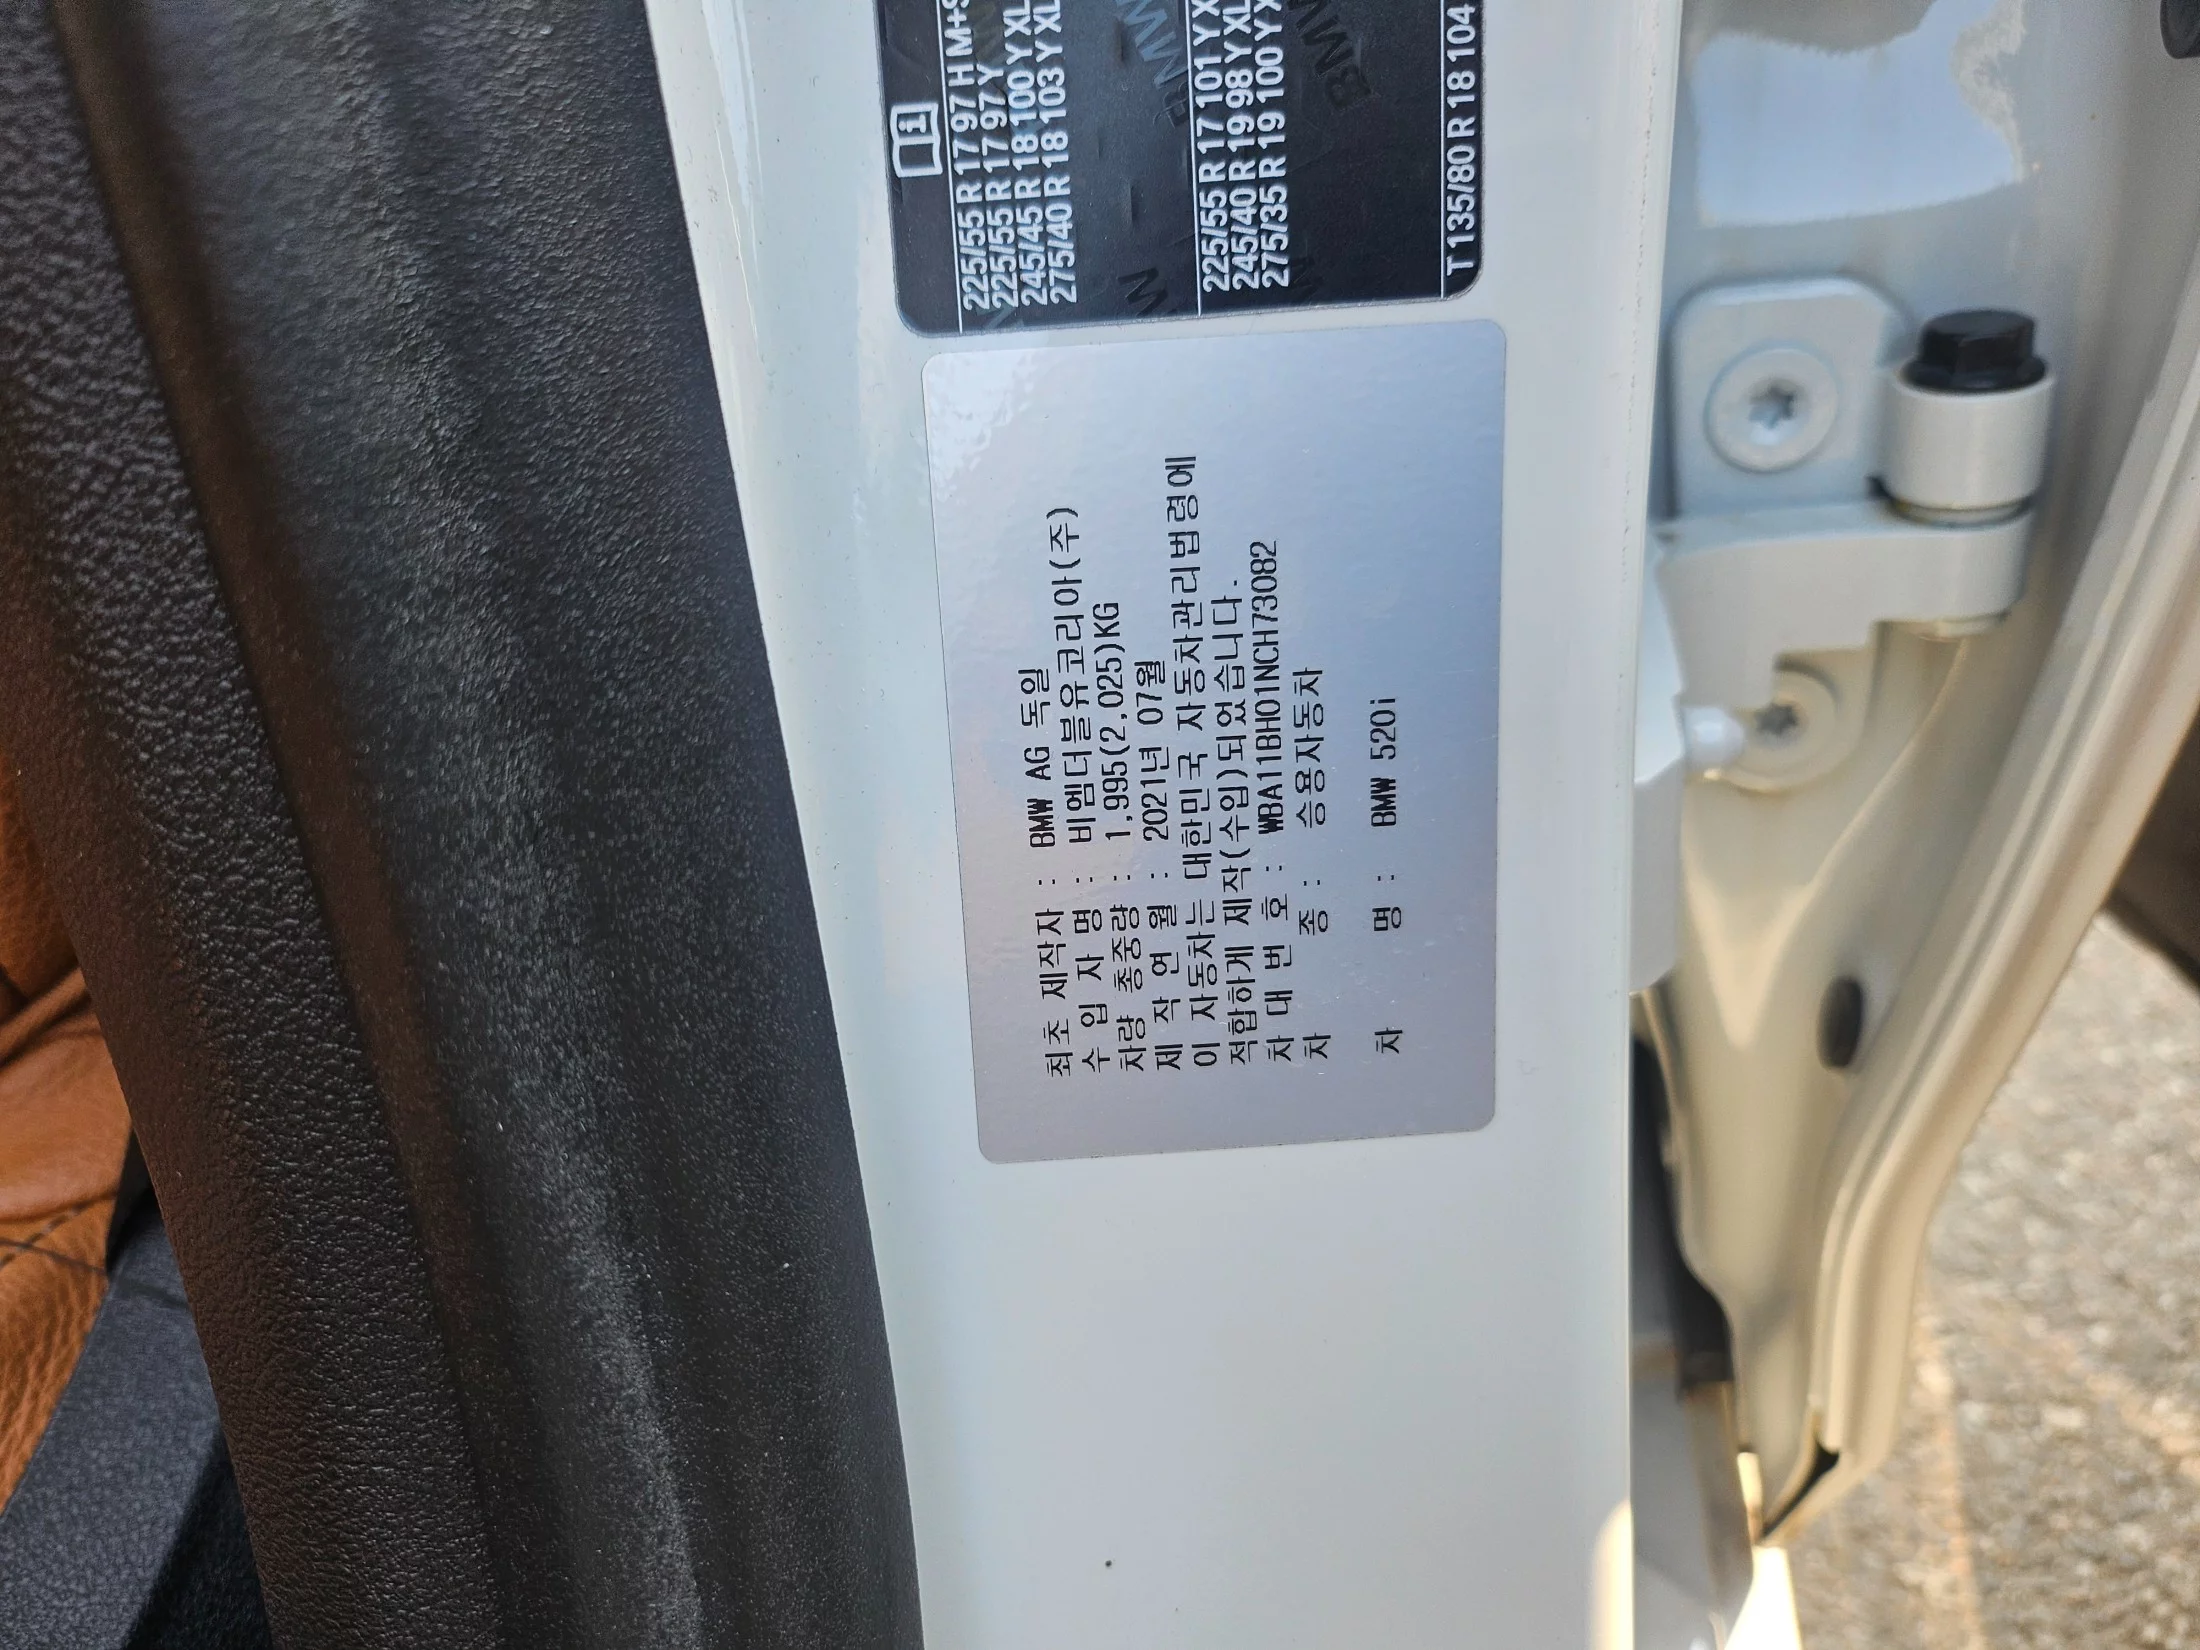 225/55 R 17 97 H M+S
225/55 R 17 97 Y
245/45 R 18 100 Y XL
275/40 R 18 103 Y XL
225/55 R 17 101 Y XL
245/40 R 19 98 Y XL
275/35 R 19 100 Y X
T 135/80 R 18 104
최초 제작자 : BMW AG 독일
수 입 자 명 : 비엠더블유코리아(주)
차량 총중량 : 1,995(2,025)KG
제 작 연 월 : 2021년 07월
이 자동차는 대한민국 자동차관리법령에
적합하게 제작(수입)되었습니다.
차 대 번 호 : WBA11BH01NCH73082
차 종 : 승용자동차
차 명 : BMW 520i